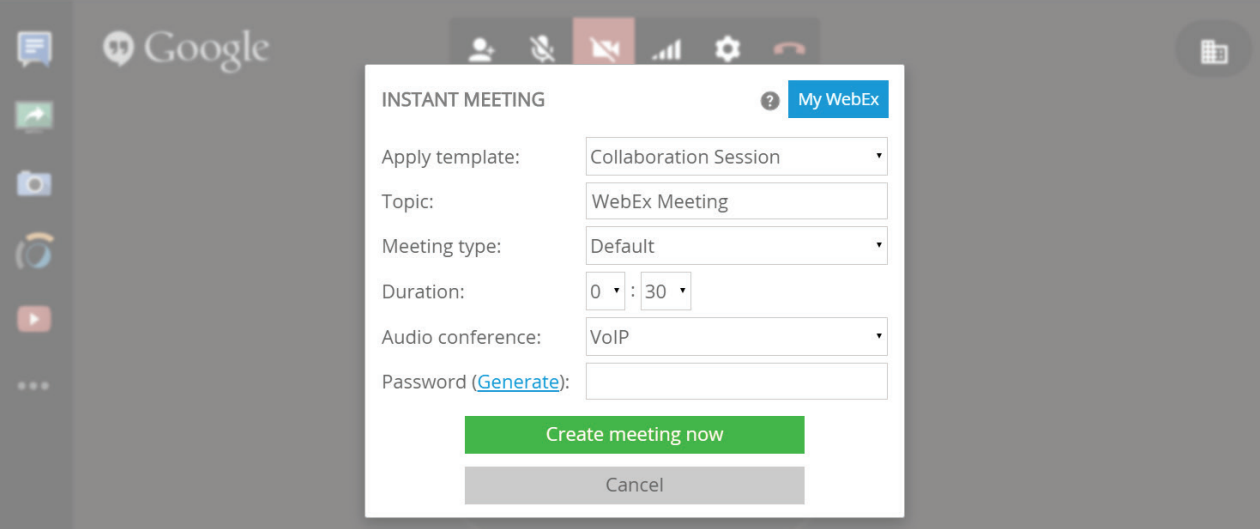 Google
INSTANT MEETING ? My WebEx
Apply template: Collaboration Session
Topic: WebEx Meeting
Meeting type: Default
Duration: 0 : 30
Audio conference: VoIP
Password (Generate):
Create meeting now
Cancel